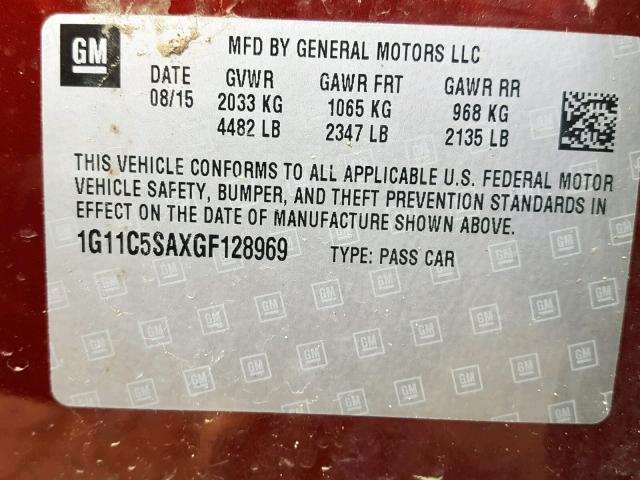 GM
MFD BY GENERAL MOTORS LLC
DATE GVWR GAWR FRT GAWR RR
08/15 2033 KG 1065 KG 968 KG
4482 LB 2347 LB 2135 LB
THIS VEHICLE CONFORMS TO ALL APPLICABLE U.S. FEDERAL MOTOR
VEHICLE SAFETY, BUMPER, AND THEFT PREVENTION STANDARDS IN
EFFECT ON THE DATE OF MANUFACTURE SHOWN ABOVE.
1G11C5SAXGF128969 TYPE: PASS CAR